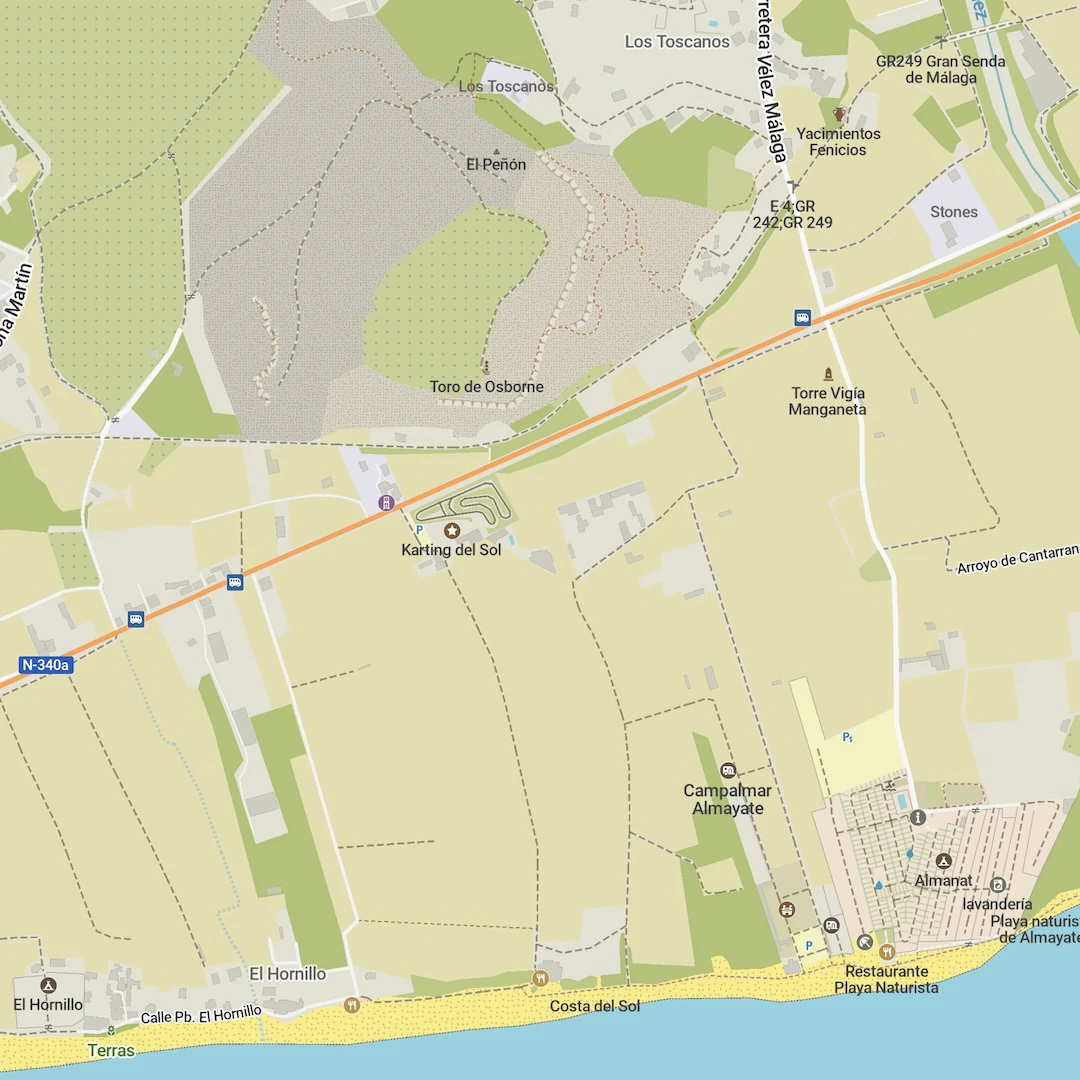 Los Toscanos
rretera Vélez Málaga
GR249 Gran Senda
de Málaga
Los Toscanos
Yacimientos
Fenicios
El Peñón
E 4;GR
242;GR 249
Stones
Martín
Toro de Osborne
Torre Vigía
Manganeta
P
Karting del Sol
Arroyo de Cantarran
N-340a
P$
Campalmar
Almayate
Almanat
lavandería
Playa naturis
de Almayate
P
El Hornillo
Restaurante
Playa Naturista
El Hornillo
Calle Pb. El Hornillo
Costa del Sol
Terras